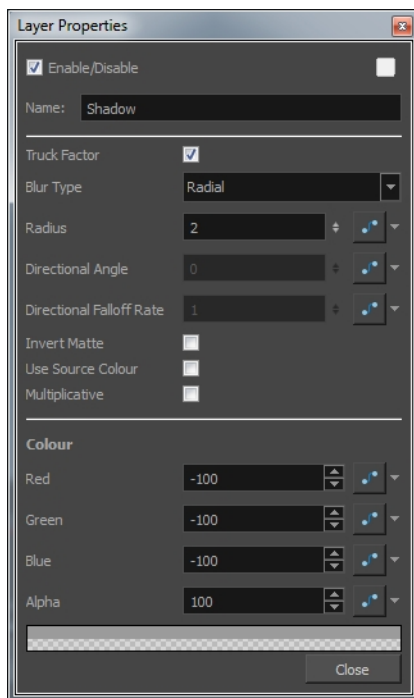 Layer Properties
Enable/Disable
Name: Shadow
Truck Factor
Blur Type Radial
Radius 2
Directional Angle 0
Directional Falloff Rate 1
Invert Matte
Use Source Colour
Multiplicative
Colour
Red -100
Green -100
Blue -100
Alpha 100
Close